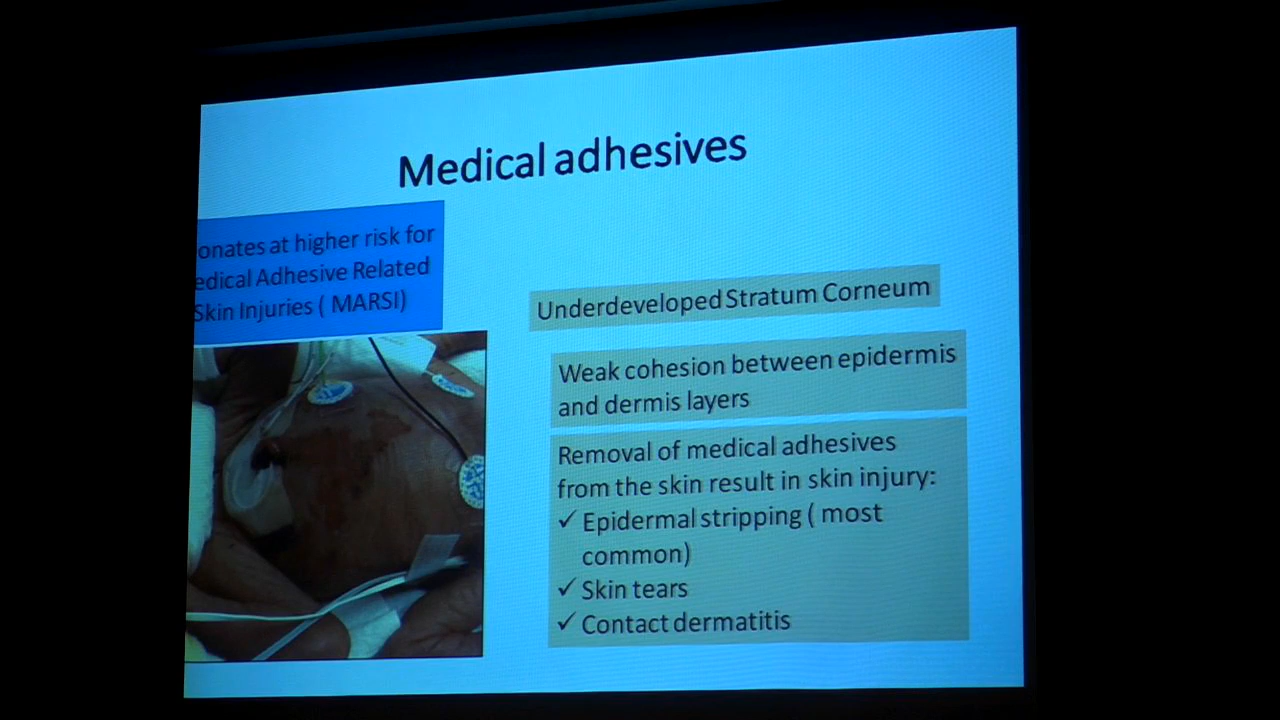 Medical adhesives
onates at higher risk for
edical Adhesive Related
Skin Injuries ( MARSI)
Underdeveloped Stratum Corneum
Weak cohesion between epidermis
and dermis layers
Removal of medical adhesives
from the skin result in skin injury:
✓ Epidermal stripping ( most
common)
✓ Skin tears
✓ Contact dermatitis